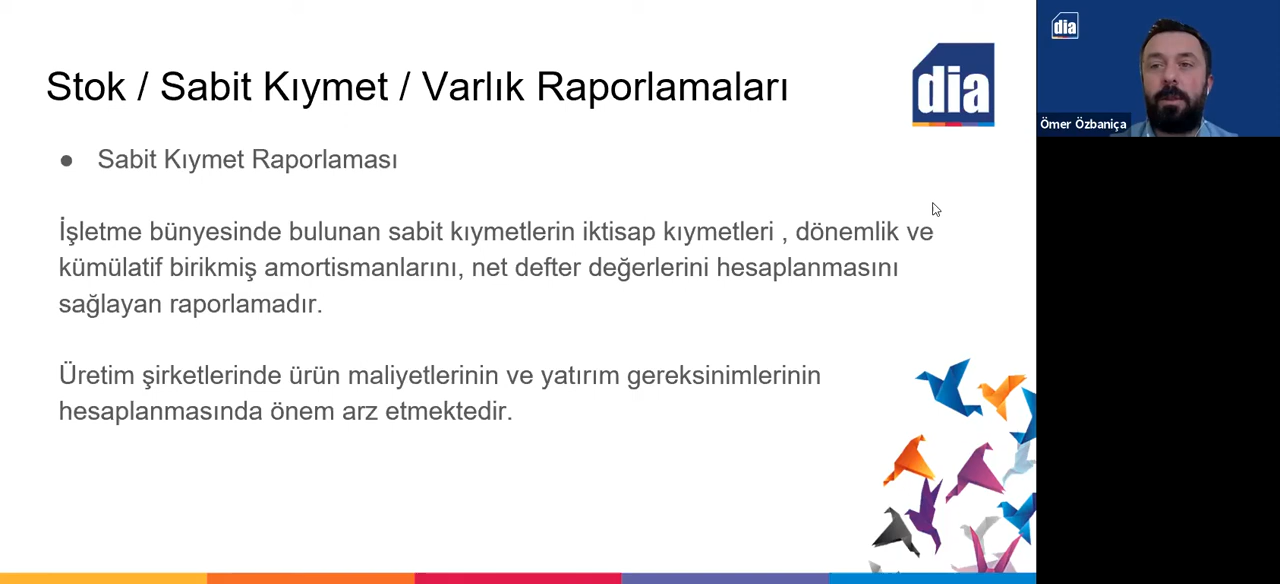 Stok / Sabit Kıymet / Varlık Raporlamaları
dia
dia
Ömer Özbaniça
● Sabit Kıymet Raporlaması
İşletme bünyesinde bulunan sabit kıymetlerin iktisap kıymetleri , dönemlik ve
kümülatif birikmiş amortismanlarını, net defter değerlerini hesaplanmasını
sağlayan raporlamadır.
Üretim şirketlerinde ürün maliyetlerinin ve yatırım gereksinimlerinin
hesaplanmasında önem arz etmektedir.